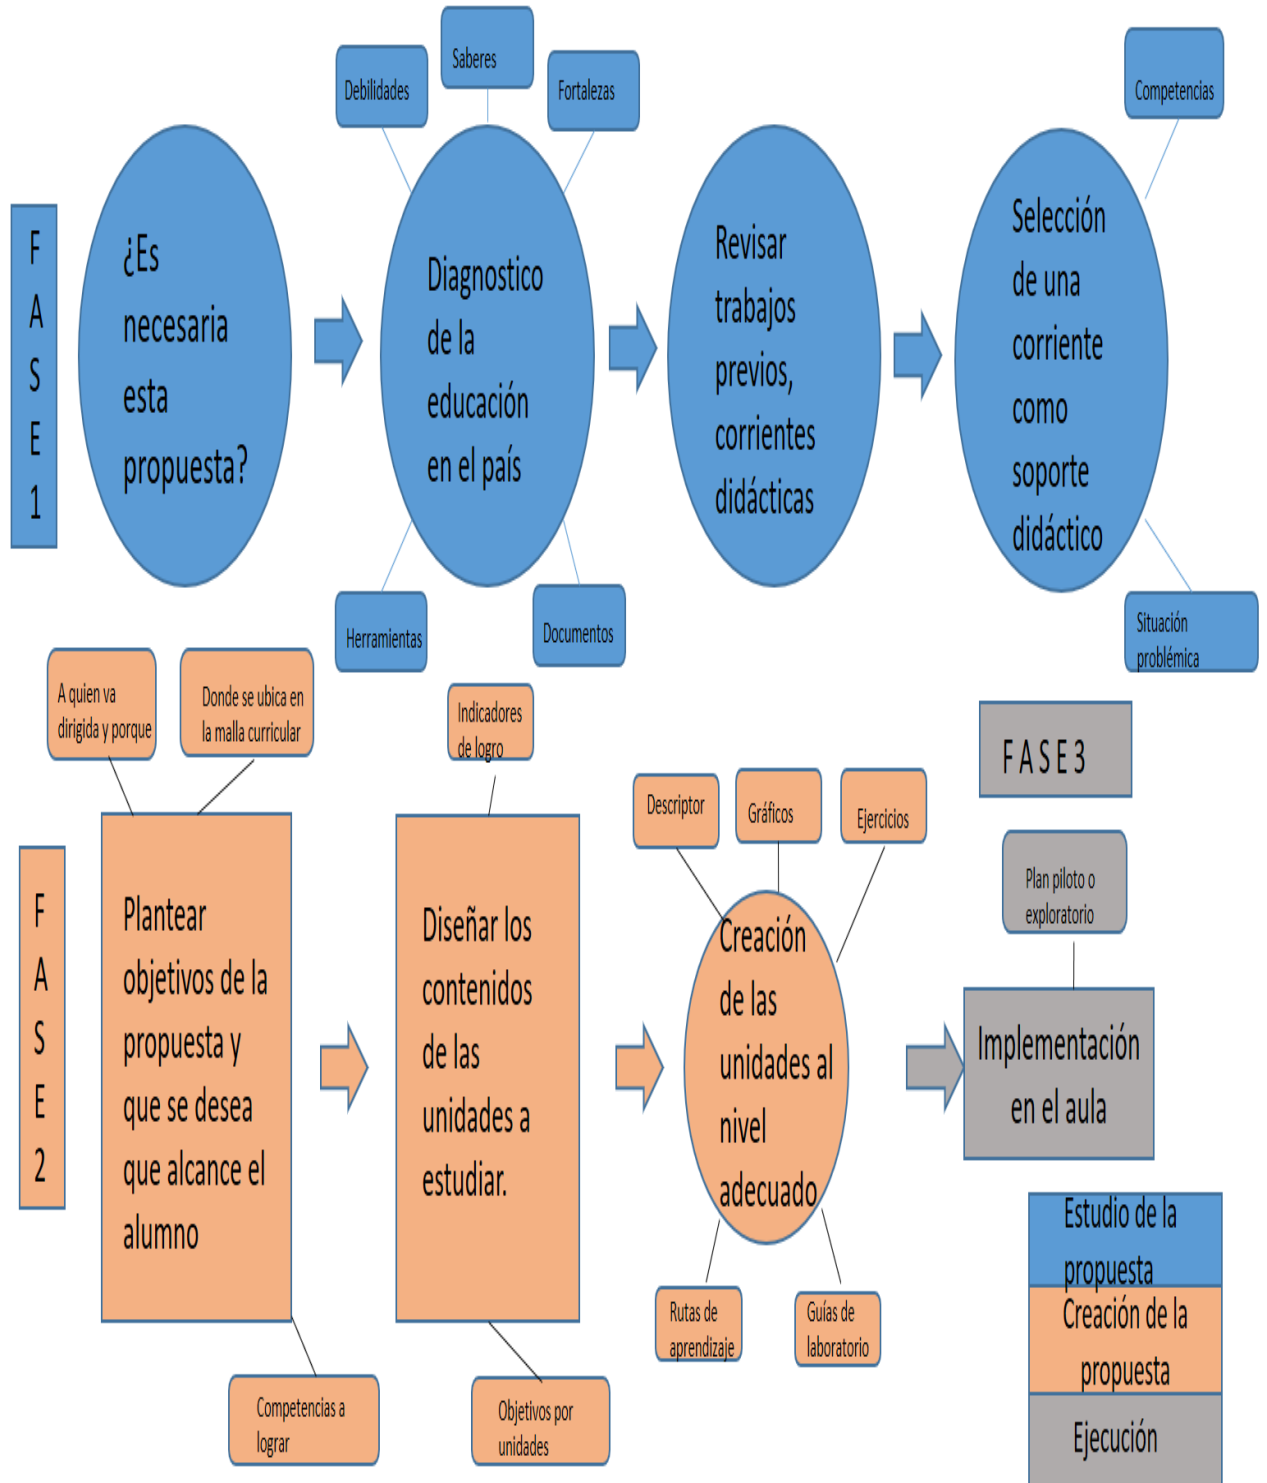 Debilidades
Saberes
Fortalezas
Competencias
F
A
S
E
1
¿Es
necesaria
esta
propuesta?
Diagnostico
de la
educación
en el país
Revisar
trabajos
previos,
corrientes
didácticas
Selección
de una
corriente
como
soporte
didáctico
Herramientas
Documentos
Situación
problémica
A quien va
dirigida y porque
Donde se ubica en
la malla curricular
Indicadores
de logro
F
A
S
E
2
Plantear
objetivos de la
propuesta y
que se desea
que alcance el
alumno
Diseñar los
contenidos
de las
unidades a
estudiar.
Descriptor
Gráficos
Ejercicios
Creación
de las
unidades al
nivel
adecuado
F A S E 3
Plan piloto o
exploratorio
Implementación
en el aula
Competencias a
lograr
Objetivos por
unidades
Rutas de
aprendizaje
Guías de
laboratorio
Estudio de la
propuesta
Creación de la
propuesta
Ejecución